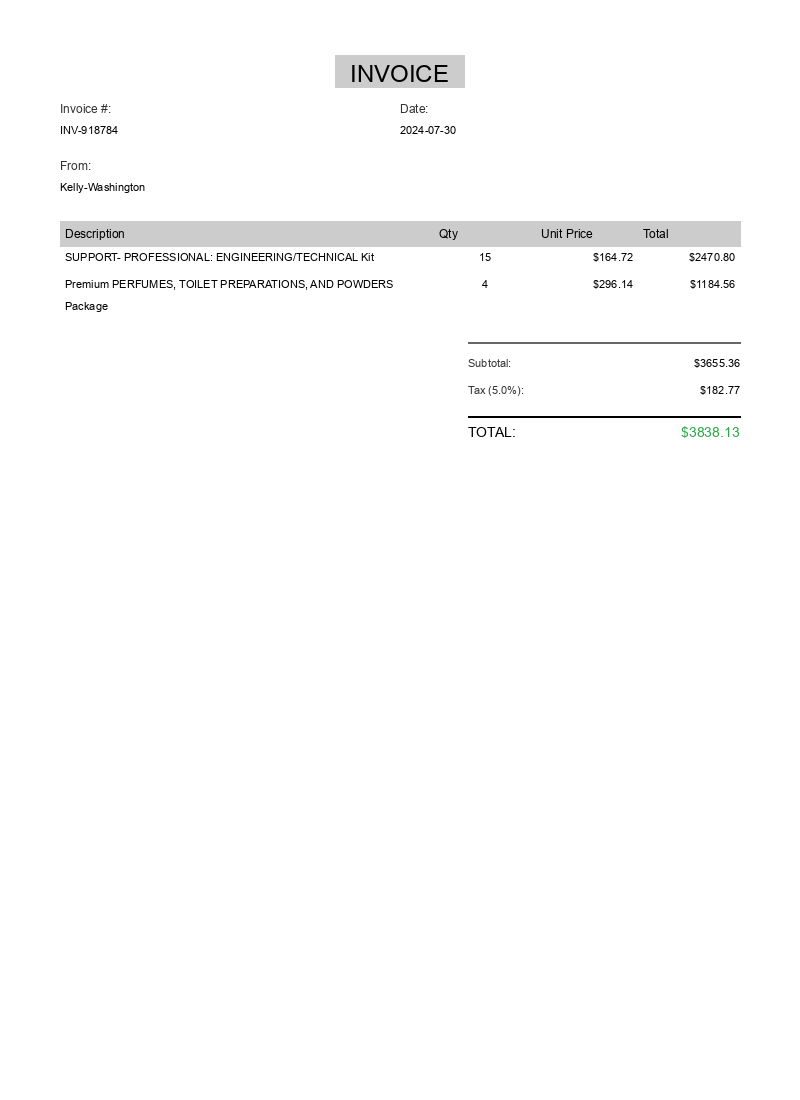 INVOICE
Invoice #: Date:
INV-918784 2024-07-30
From:
Kelly-Washington
Description Qty Unit Price Total
SUPPORT- PROFESSIONAL: ENGINEERING/TECHNICAL Kit 15 $164.72 $2470.80
Premium PERFUMES, TOILET PREPARATIONS, AND POWDERS 4 $296.14 $1184.56
Package
Subtotal: $3655.36
Tax (5.0%): $182.77
TOTAL: $3838.13